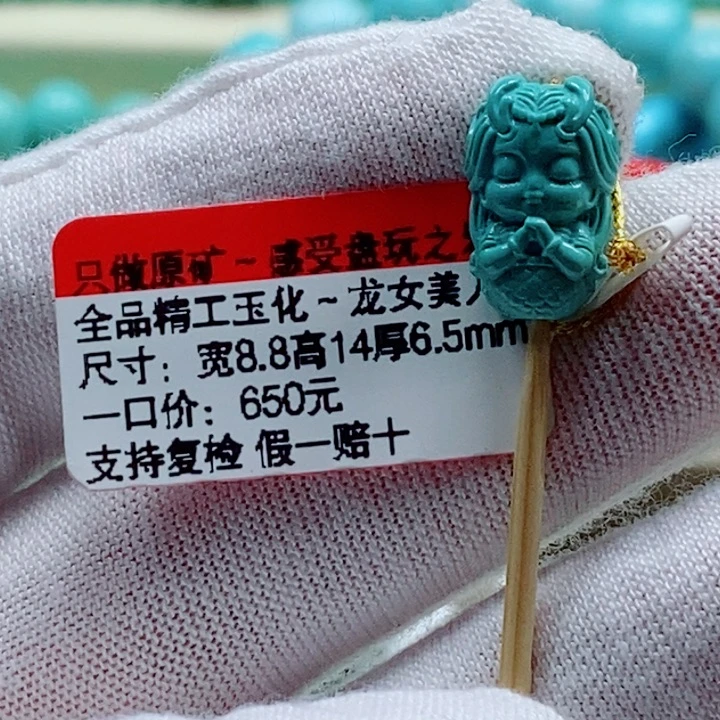 只做原矿～感受盘玩之
全品精工玉化～龙女美
尺寸：宽8.8高14厚6.5mm
一口价：650元
支持复检 假一赔十